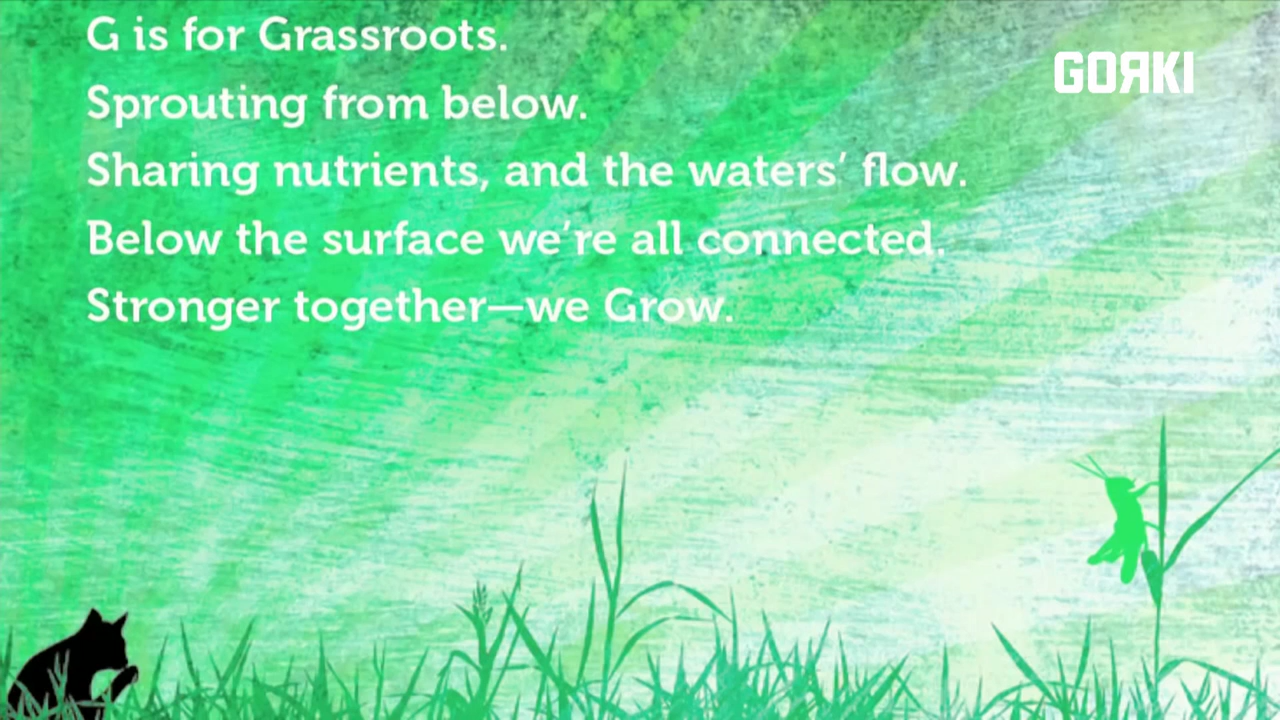 G is for Grassroots.
GOЯKI
Sprouting from below.
Sharing nutrients, and the waters’ flow.
Below the surface we’re all connected.
Stronger together—we Grow.